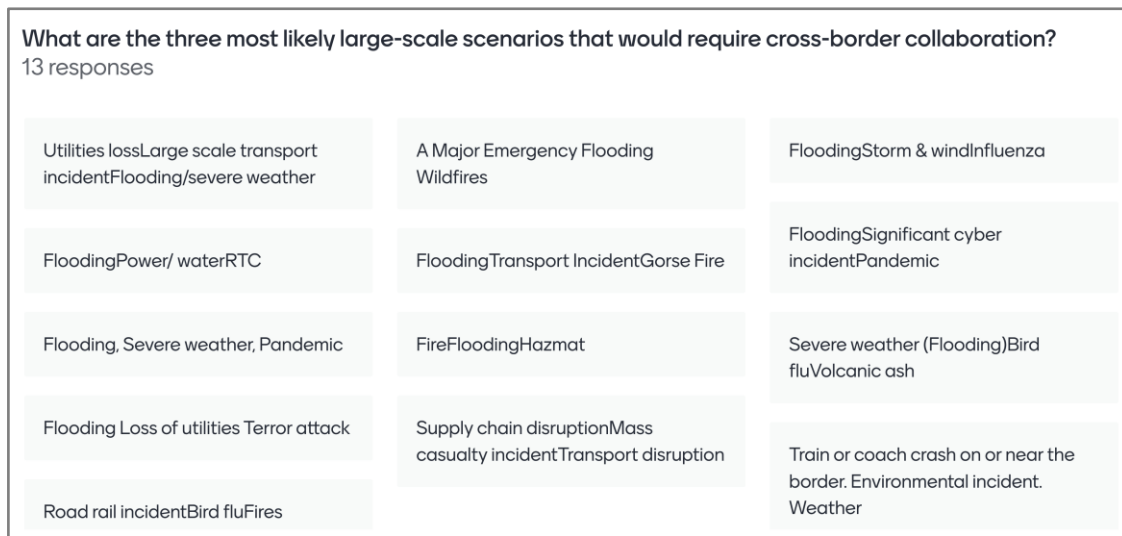 What are the three most likely large-scale scenarios that would require cross-border collaboration?
13 responses
Utilities lossLarge scale transport
incidentFlooding/severe weather
FloodingPower/ waterRTC
Flooding, Severe weather, Pandemic
Flooding Loss of utilities Terror attack
Road rail incidentBird fluFires
A Major Emergency Flooding
Wildfires
FloodingTransport IncidentGorse Fire
FireFloodingHazmat
Supply chain disruptionMass
casualty incidentTransport disruption
FloodingStorm & windInfluenza
FloodingSignificant cyber
incidentPandemic
Severe weather (Flooding)Bird
fluVolcanic ash
Train or coach crash on or near the
border. Environmental incident.
Weather